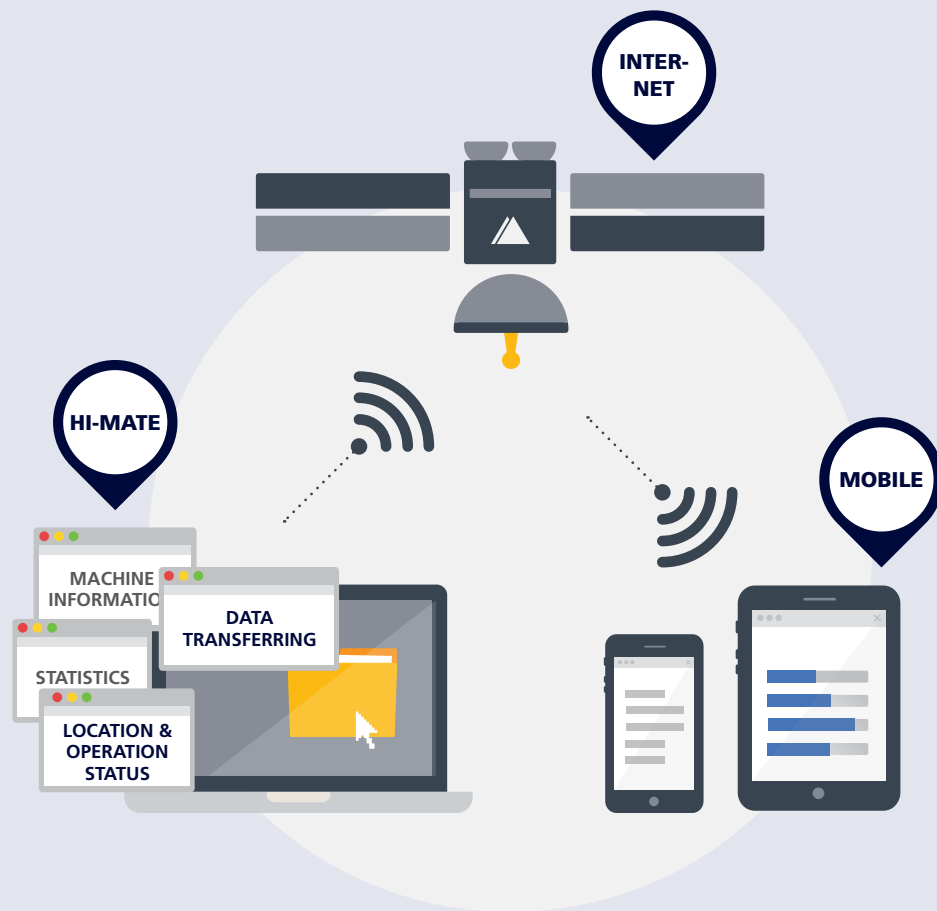 INTER-
NET
HI-MATE
MOBILE
MACHINE
INFORMATIO
DATA
TRANSFERRING
STATISTICS
LOCATION &
OPERATION
STATUS